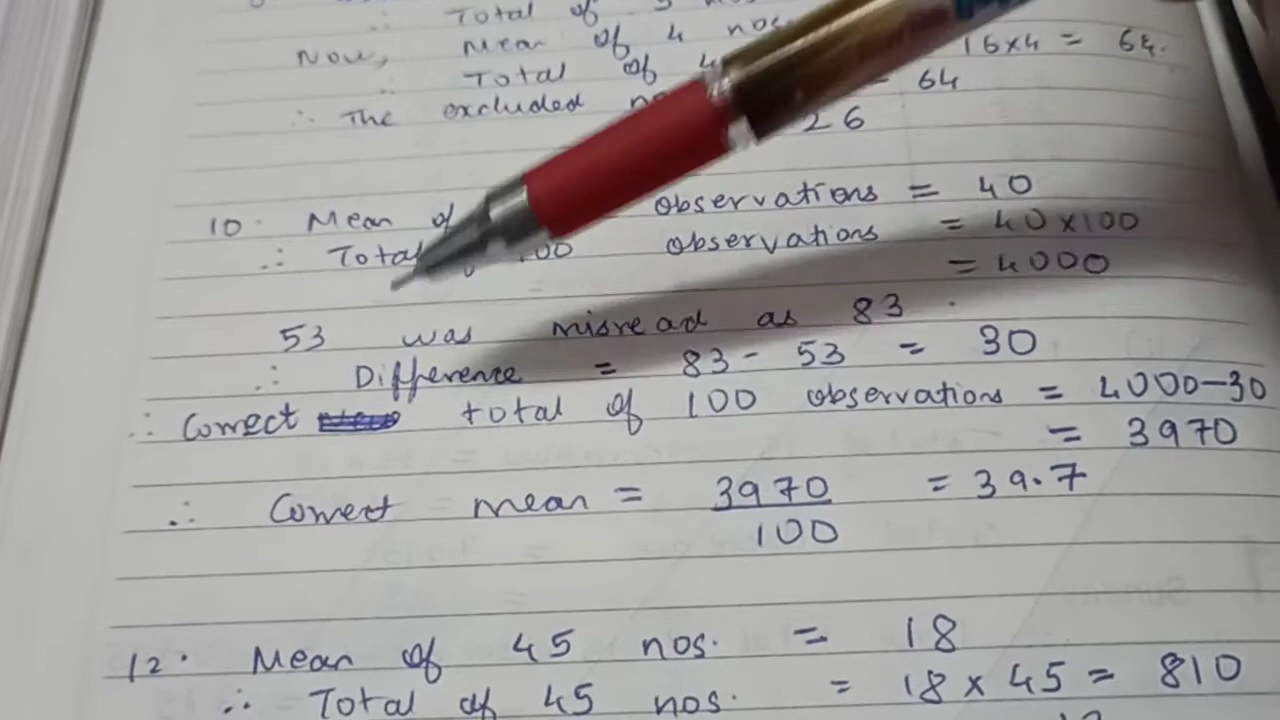 ∴ Total of 5
Now, Mean of 4 nos.
∴ Total of 4 16x4 = 64.
∴ The excluded 64
26
10. Mean of observations = 40
∴ Total 100 observations = 40x100
= 4000
53 was misread as 83.
∴ Difference = 83 - 53 = 30
∴ Correct total of 100 observations = 4000-30
= 3970
∴ Correct mean = 3970 = 39.7
100
12. Mean of 45 nos. = 18
∴ Total of 45 nos. = 18 x 45 = 810